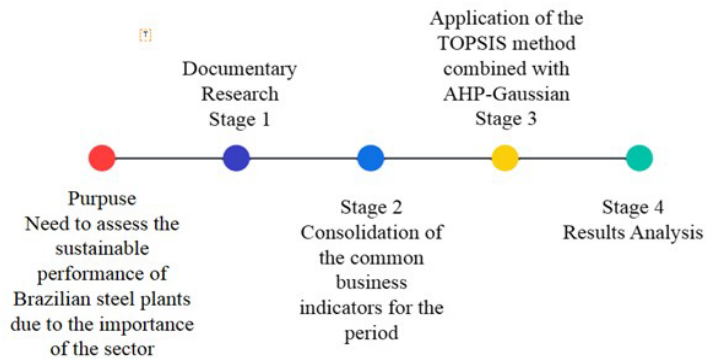 T
Documentary
Research
Stage 1
Application of the
TOPSIS method
combined with
AHP-Gaussian
Stage 3
Purpuse
Need to assess the
sustainable
performance of
Brazilian steel plants
due to the importance
of the sector
Stage 2
Consolidation of
the common
business
indicators for the
period
Stage 4
Results Analysis